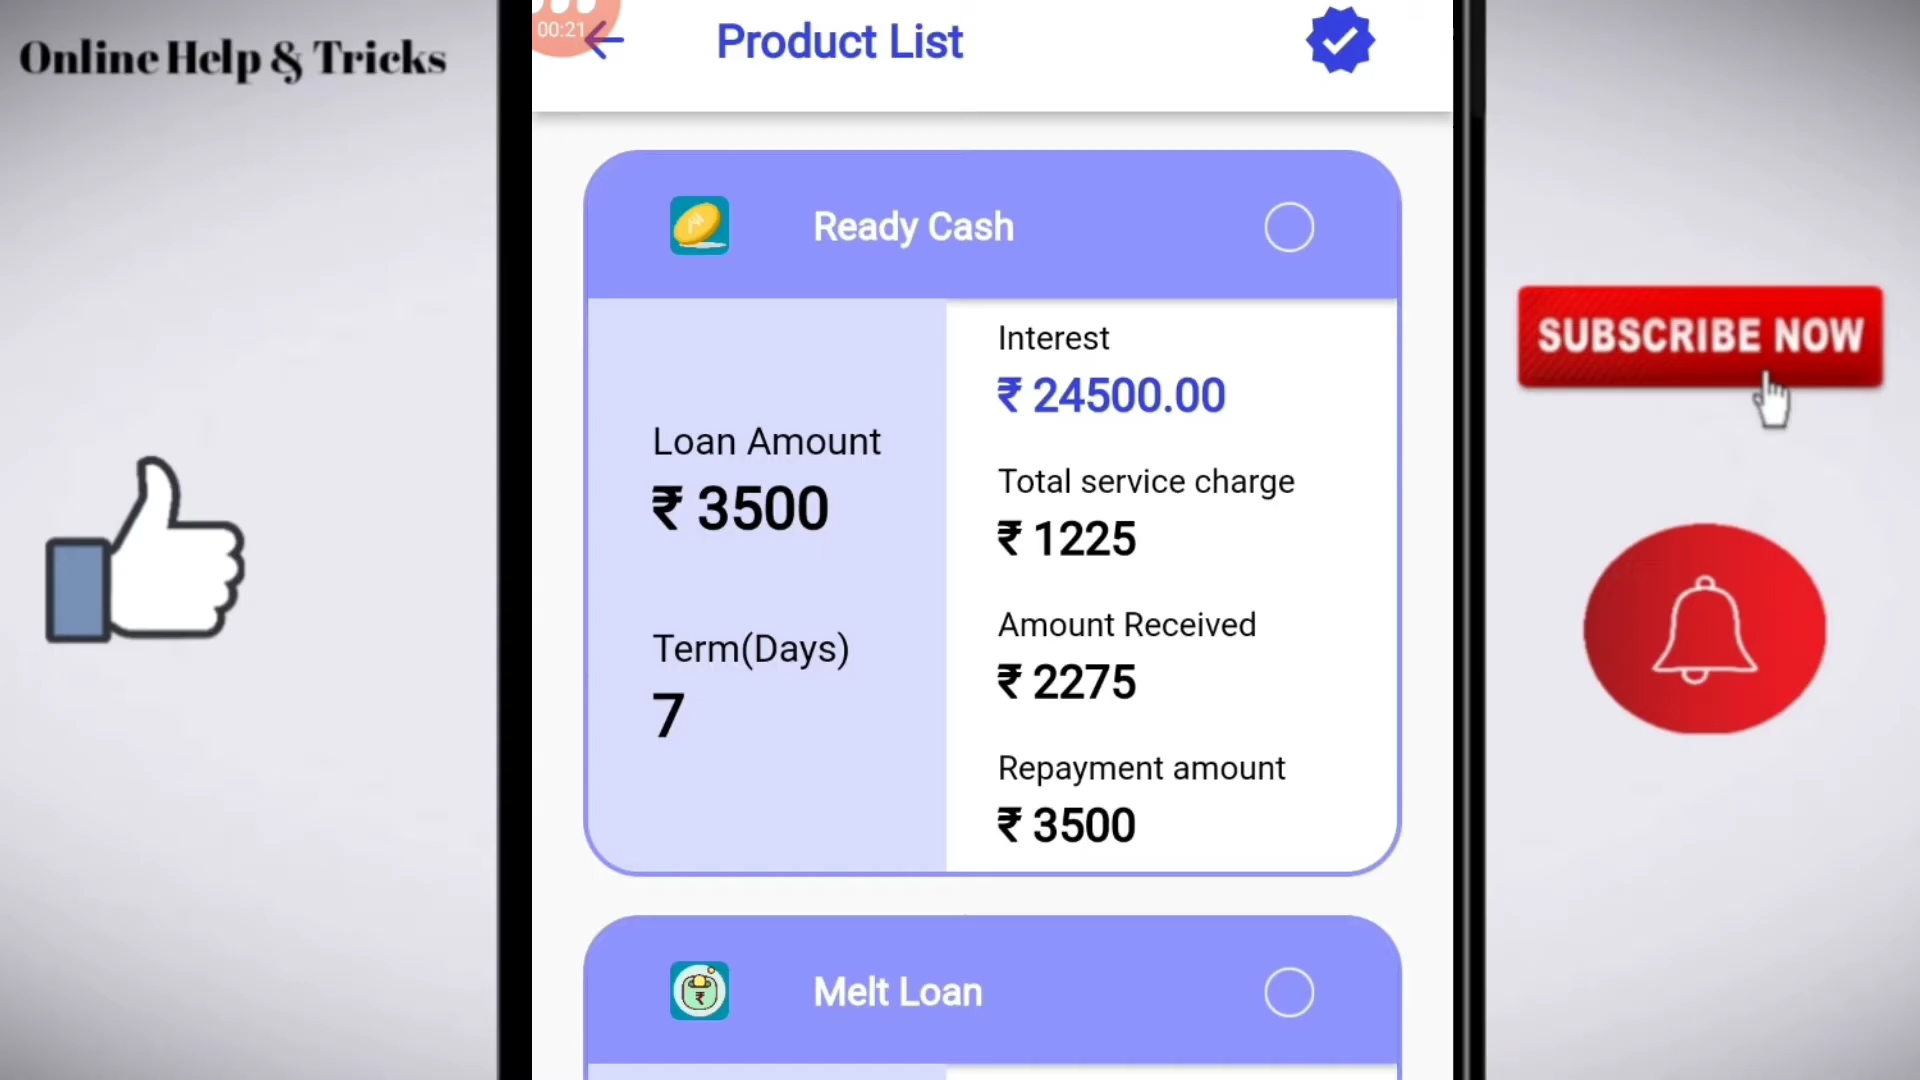 Online Help & Tricks
00:21
Product List
Ready Cash
Loan Amount
₹ 3500
Term(Days)
7
Interest
₹ 24500.00
Total service charge
₹ 1225
Amount Received
₹ 2275
Repayment amount
₹ 3500
Melt Loan
SUBSCRIBE NOW